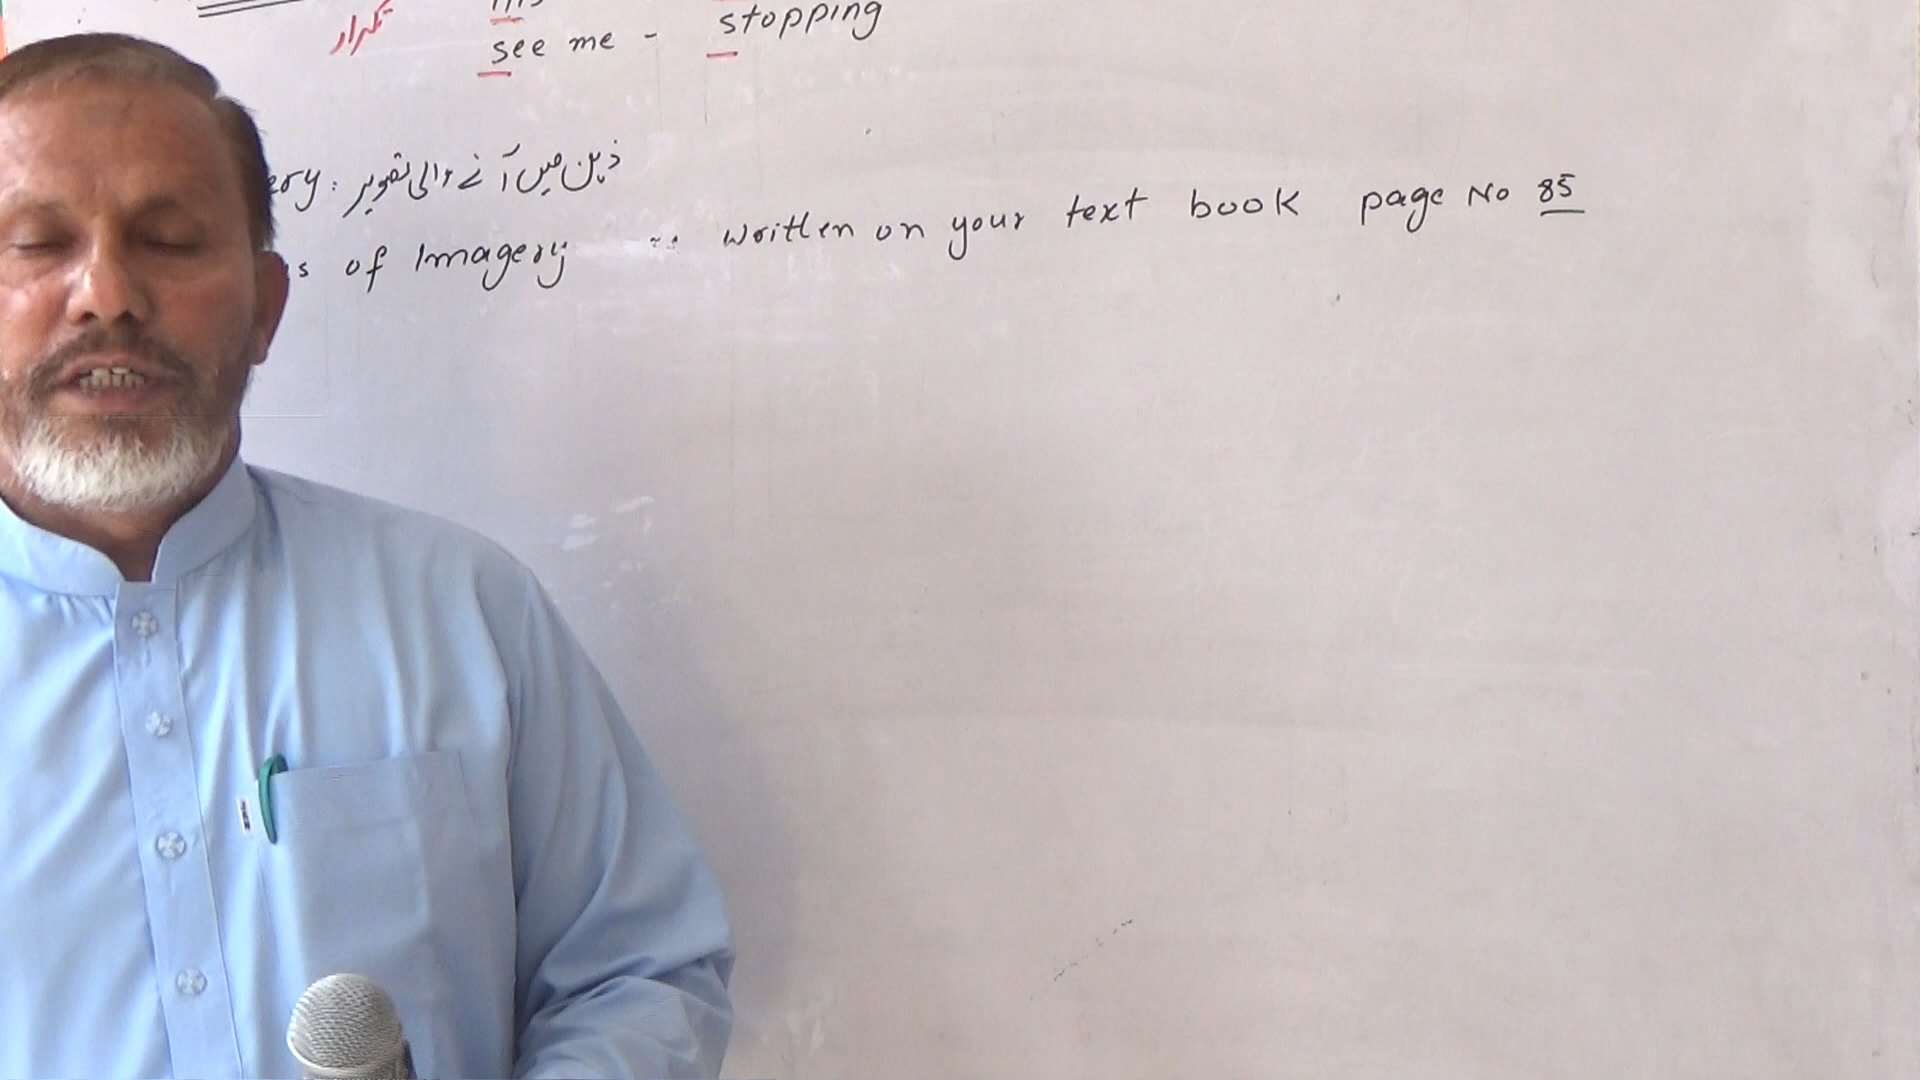 تکرار
see me - stopping
ery : ذہن میں آنے والی تصویر
s of Imagery :: written on your text book page No 85